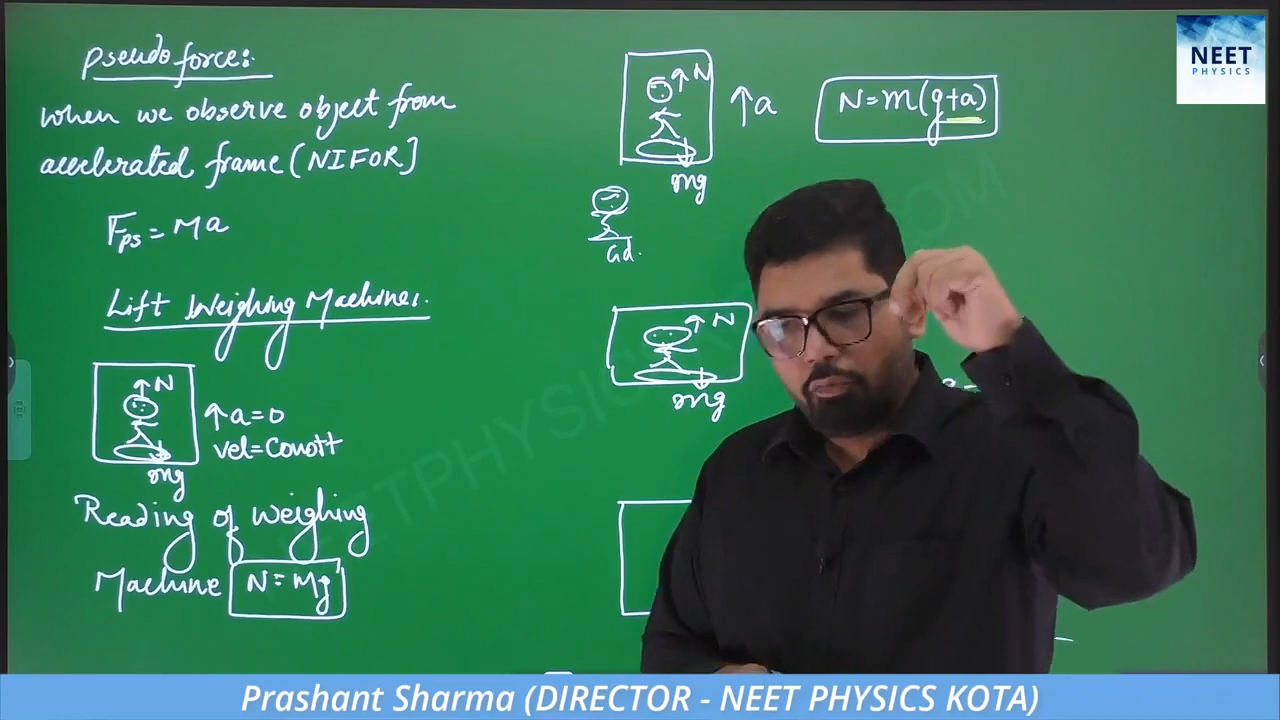 Pseudo force:
when we observe object from
accelerated frame (NIFOR]
Fps = Ma
Lift Weighing Machine:
N
↑a=0
vel=Constt
mg
Reading of weighing
Machine N=Mg
N
↑a
mg
Gd.
N=m(g+a)
N
mg
NEET
PHYSICS
Prashant Sharma (DIRECTOR - NEET PHYSICS KOTA)